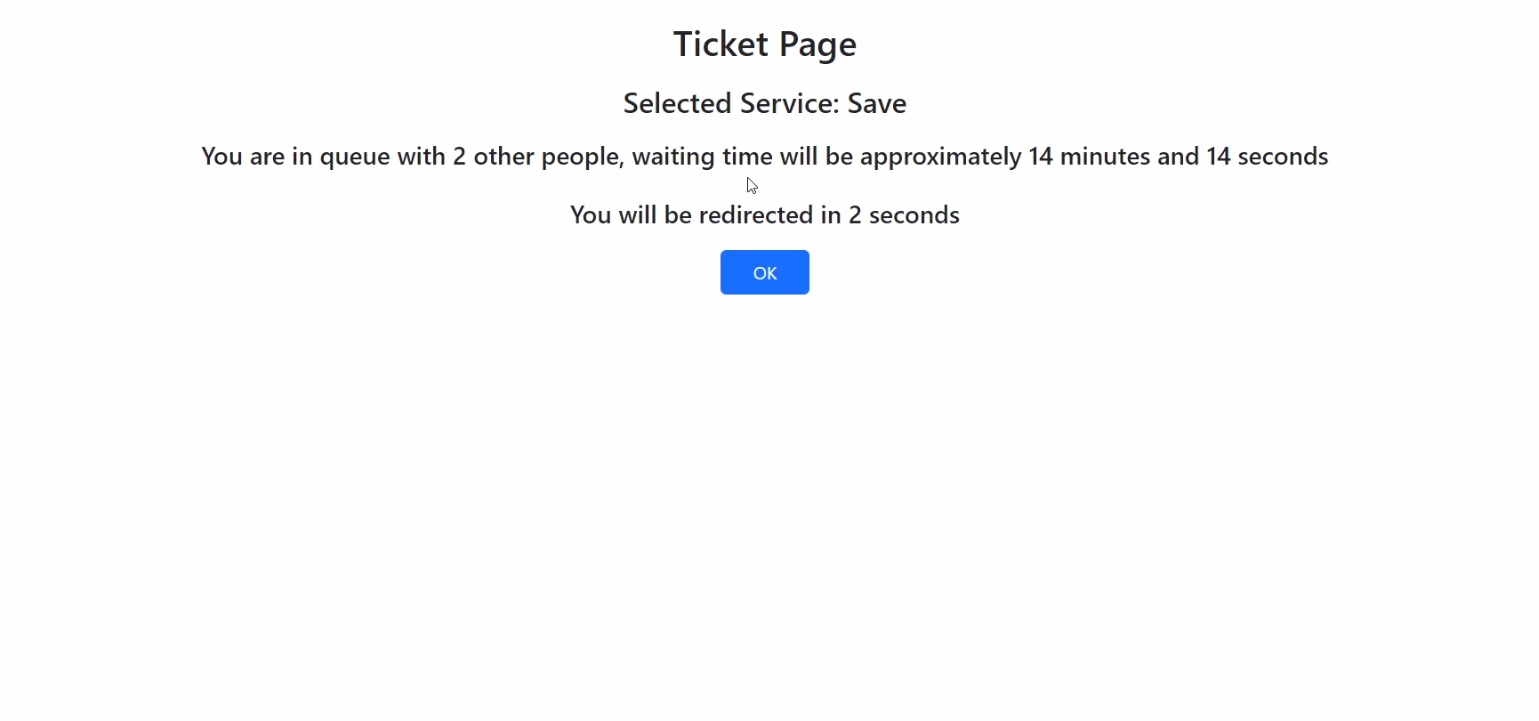 Ticket Page
Selected Service: Save
You are in queue with 2 other people, waiting time will be approximately 14 minutes and 14 seconds
You will be redirected in 2 seconds
OK